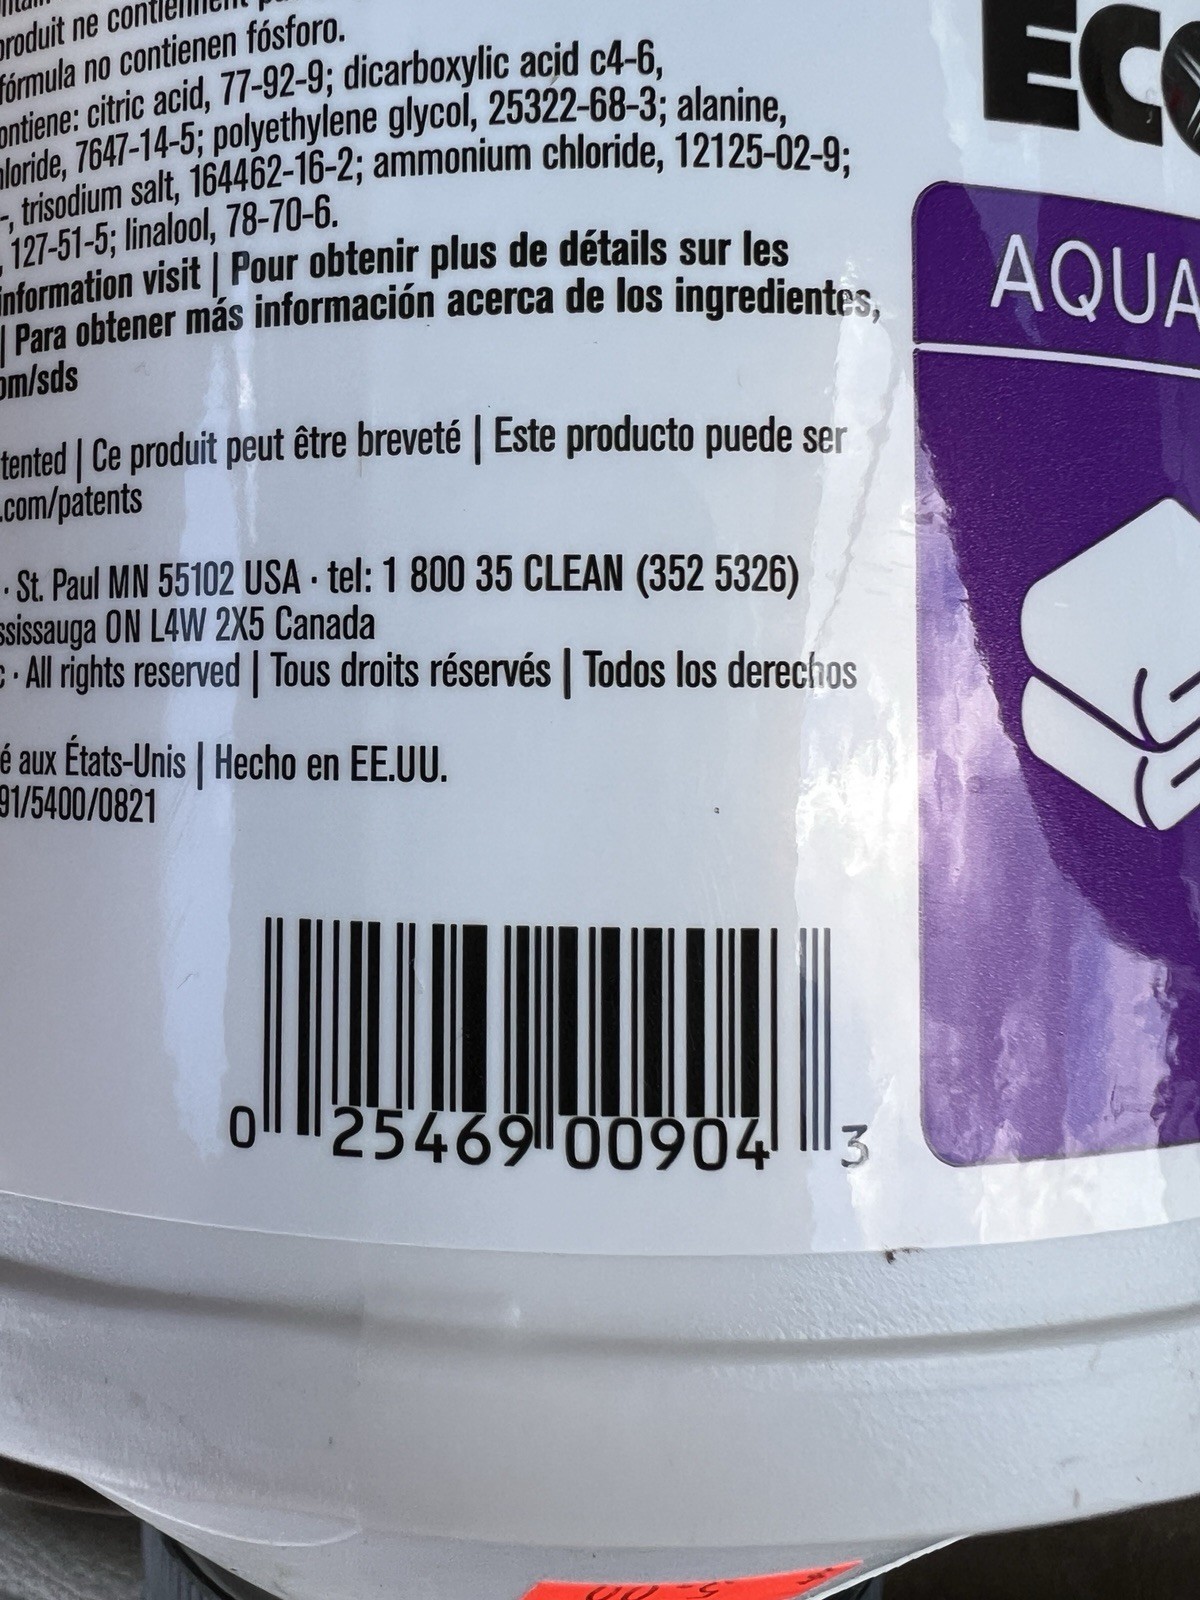 produit ne contiennent
fórmula no contienen fósforo.
contiene: citric acid, 77-92-9; dicarboxylic acid c4-6,
chloride, 7647-14-5; polyethylene glycol, 25322-68-3; alanine,
-, trisodium salt, 164462-16-2; ammonium chloride, 12125-02-9;
, 127-51-5; linalool, 78-70-6.
information visit | Pour obtenir plus de détails sur les
| Para obtener más información acerca de los ingredientes,
om/sds
tented | Ce produit peut être breveté | Este producto puede ser
.com/patents
· St. Paul MN 55102 USA · tel: 1 800 35 CLEAN (352 5326)
ssissauga ON L4W 2X5 Canada
c · All rights reserved | Tous droits réservés | Todos los derechos
é aux États-Unis | Hecho en EE.UU.
91/5400/0821
0 25469 00904 3
ECO
AQUA